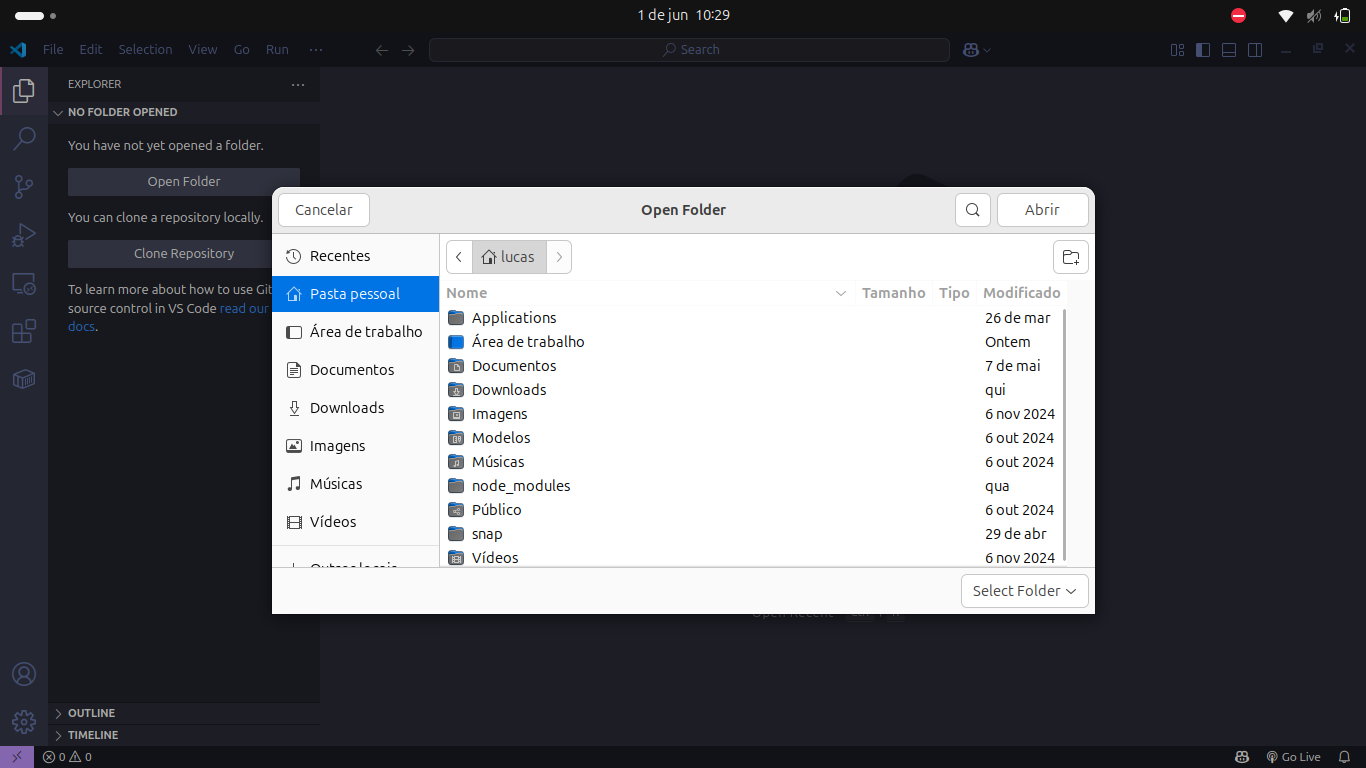 1 de jun 10:29
File Edit Selection View Go Run ···
Search
EXPLORER
NO FOLDER OPENED
You have not yet opened a folder.
Open Folder
You can clone a repository locally.
Clone Repository
To learn more about how to use Git
source control in VS Code read our
docs.
Cancelar
Open Folder
Abrir
Recentes
Pasta pessoal
Área de trabalho
Documentos
Downloads
Imagens
Músicas
Vídeos
Outros locais
lucas
Nome Tamanho Tipo Modificado
Applications 26 de mar
Área de trabalho Ontem
Documentos 7 de mai
Downloads qui
Imagens 6 nov 2024
Modelos 6 out 2024
Músicas 6 out 2024
node_modules qua
Público 6 out 2024
snap 29 de abr
Vídeos 6 nov 2024
Select Folder
Open Recent
OUTLINE
TIMELINE
0 0
Go Live